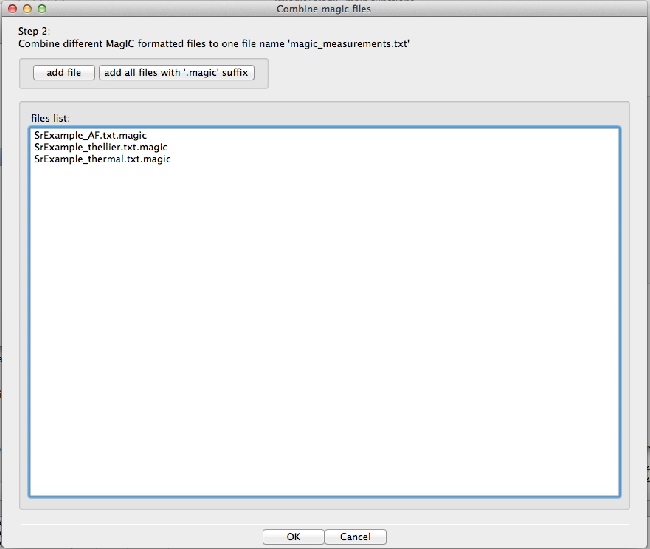 Combine magic files
Step 2:
Combine different MagIC formatted files to one file name 'magic_measurements.txt'
add file
add all files with '.magic' suffix
files list:
SrExample_AF.txt.magic
SrExample_thellier.txt.magic
SrExample_thermal.txt.magic
OK
Cancel